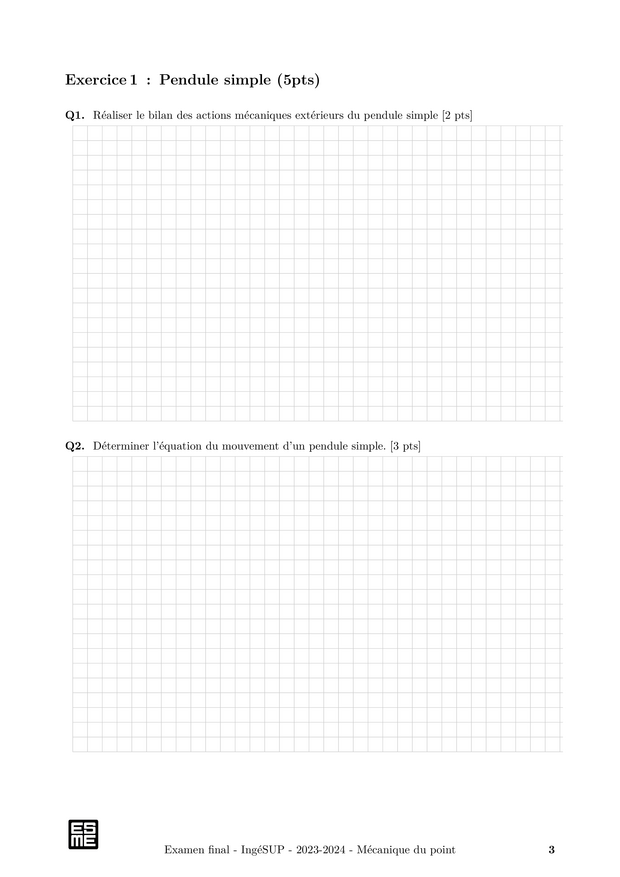 Exercice 1 : Pendule simple (5pts)
Q1. Réaliser le bilan des actions mécaniques extérieurs du pendule simple [2 pts]
Q2. Déterminer l'équation du mouvement d'un pendule simple. [3 pts]
ES
ME
Examen final - IngéSUP - 2023-2024 - Mécanique du point 3